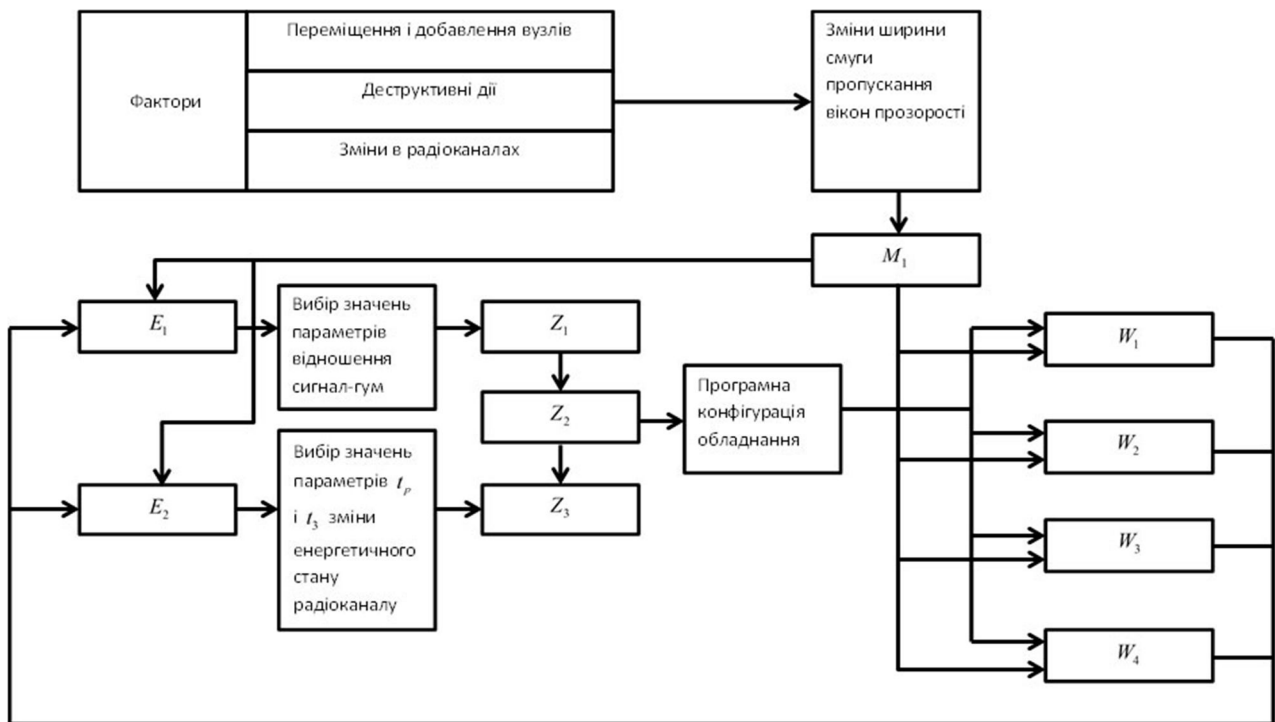 Фактори
Переміщення і добавлення вузлів
Деструктивні дії
Зміни в радіоканалах
Зміни ширини
смуги
пропускання
вікон прозорості
M₁
E₁
Вибір значень
параметрів
відношення
сигнал-гум
Z₁
Z₂
Z₃
E₂
Вибір значень
параметрів tₚ
і t₃ зміни
енергетичного
стану
радіоканалу
Програмна
конфігурація
обладнання
W₁
W₂
W₃
W₄